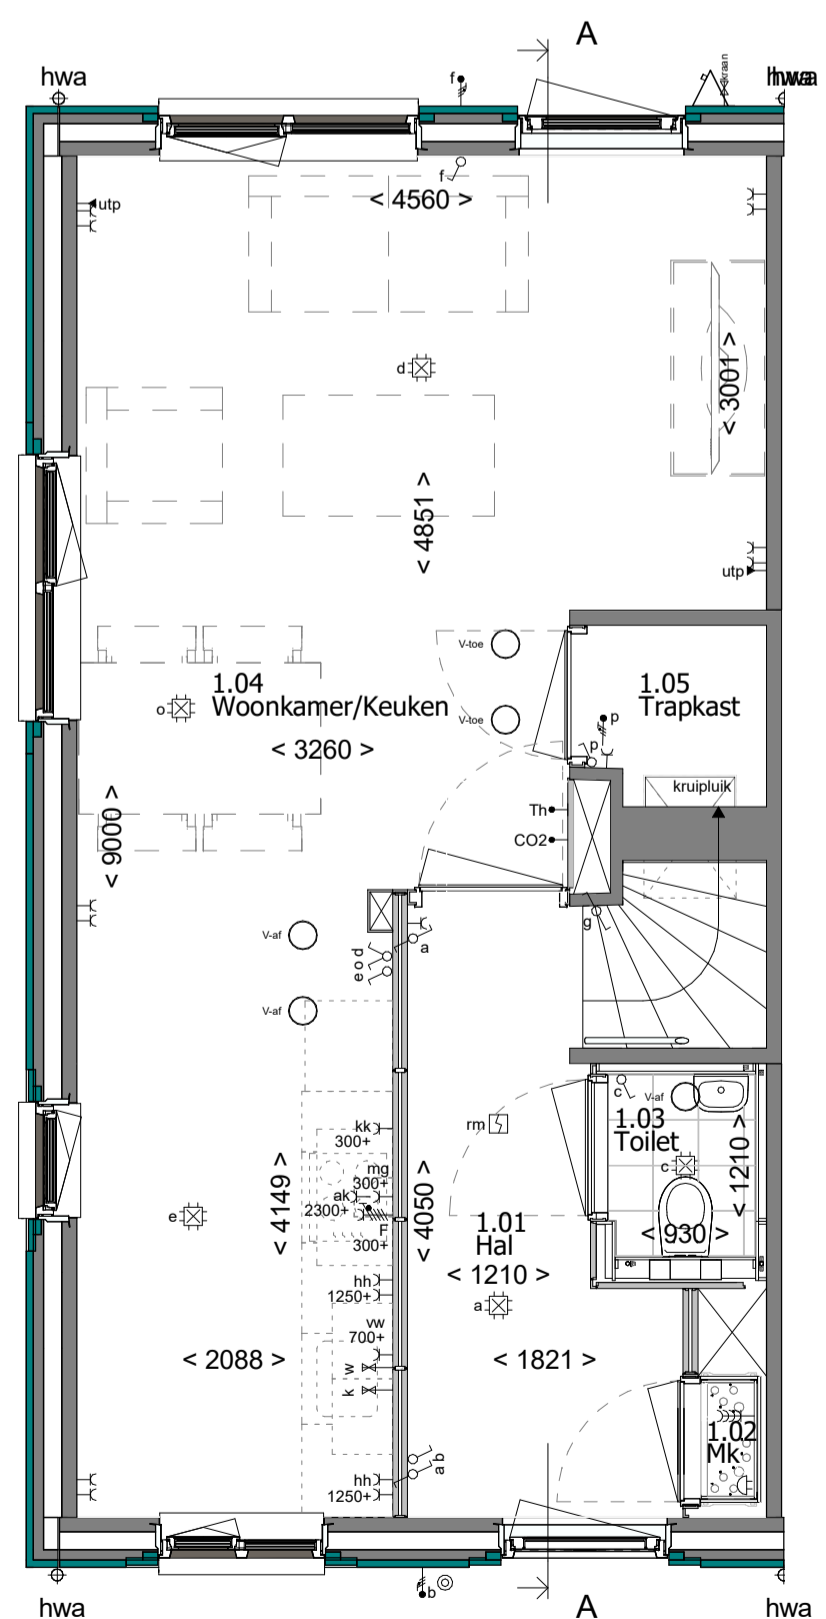 A
hwa
f
kraan
hwa
f
< 4560 >
utp
d
< 3001 >
< 4851 >
utp
V-toe
1.04
Woonkamer/Keuken
1.05
Trapkast
o
V-toe
p
< 3260 >
p
kruipluik
< 9000 >
Th
CO2
g
V-af
a
e o d
V-af
c
V-af
1.03
Toilet
kk
300+
rm
< 1210 >
mg
300+
c
ak
2300+
< 4149 >
< 4050 >
e
F
300+
1.01
Hal
< 930 >
< 1210 >
hh
1250+
a
vw
700+
< 2088 >
w
< 1821 >
k
1.02
Mk
a b
hh
1250+
b
hwa
A
hwa